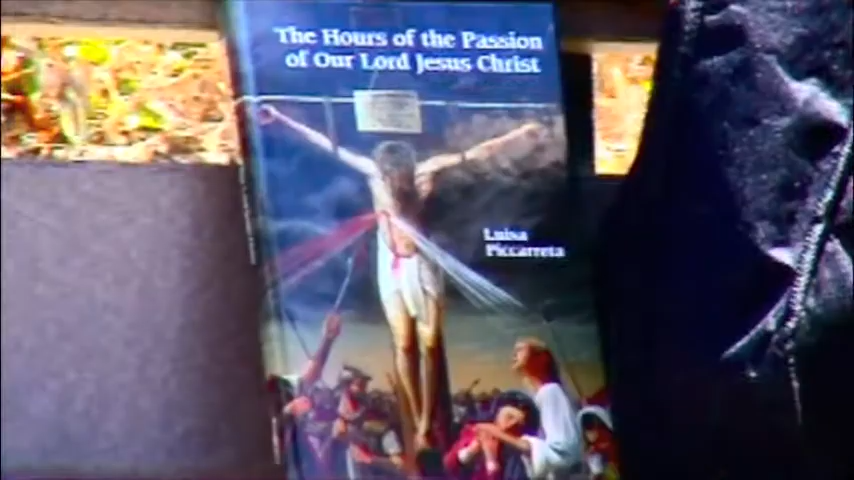 The Hours of the Passion
of Our Lord Jesus Christ
Luisa
Piccarreta